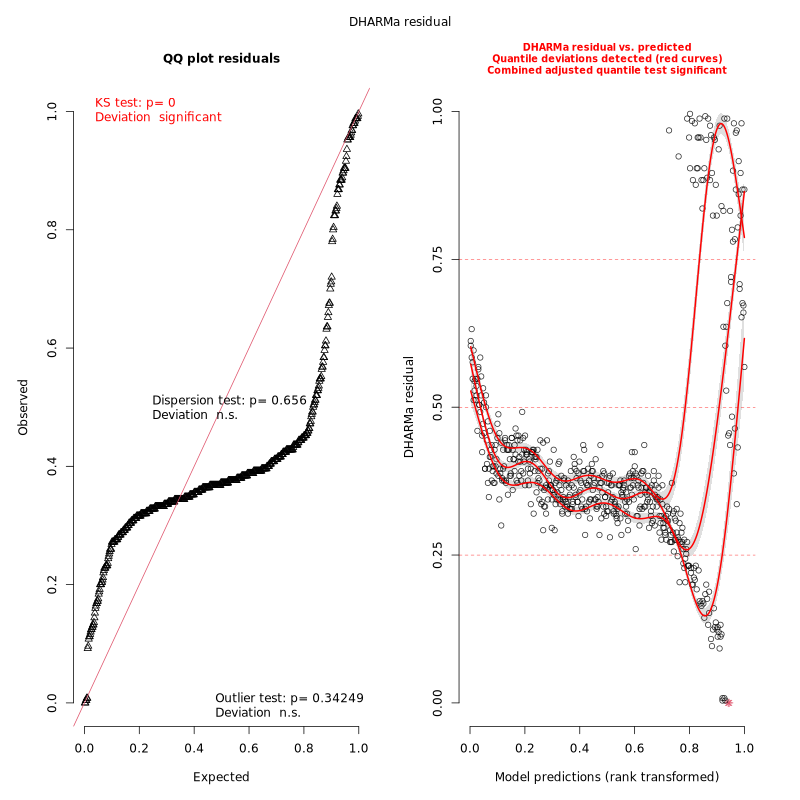 DHARMa residual
QQ plot residuals
KS test: p= 0
Deviation significant
Dispersion test: p= 0.656
Deviation n.s.
Outlier test: p= 0.34249
Deviation n.s.
Observed
0.0
0.2
0.4
0.6
0.8
1.0
0.0
0.2
0.4
0.6
0.8
1.0
Expected
DHARMa residual vs. predicted
Quantile deviations detected (red curves)
Combined adjusted quantile test significant
DHARMa residual
0.00
0.25
0.50
0.75
1.00
0.0
0.2
0.4
0.6
0.8
1.0
Model predictions (rank transformed)